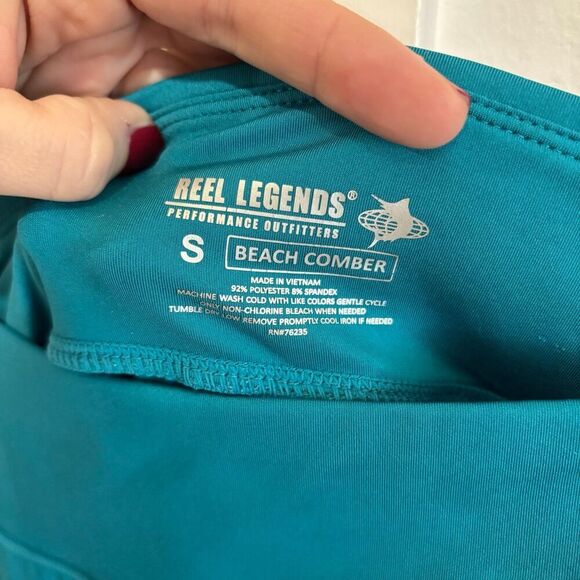 REEL LEGENDS®
PERFORMANCE OUTFITTERS
S BEACH COMBER
MADE IN VIETNAM
92% POLYESTER 8% SPANDEX
MACHINE WASH COLD WITH LIKE COLORS GENTLE CYCLE
ONLY NON-CHLORINE BLEACH WHEN NEEDED
TUMBLE DRY LOW REMOVE PROMPTLY COOL IRON IF NEEDED
RN#76235